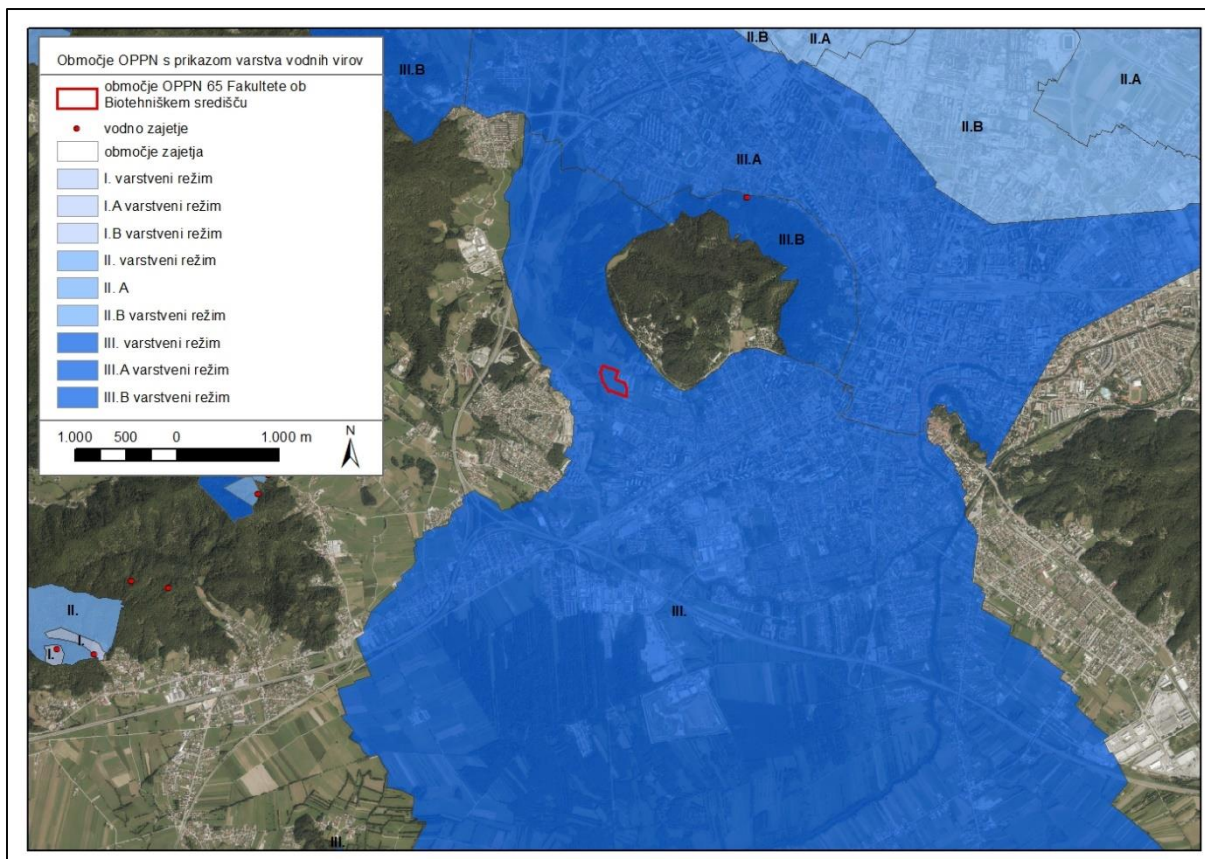 Območje OPPN s prikazom varstva vodnih virov
območje OPPN 65 Fakultete ob
Biotehniškem središču
vodno zajetje
območje zajetja
I. varstveni režim
I.A varstveni režim
I.B varstveni režim
II. varstveni režim
II. A
II.B varstveni režim
III. varstveni režim
III.A varstveni režim
III.B varstveni režim
1.000 500 0 1.000 m
N
III.B
II.B
II.A
II.A
II.B
III.A
III.B
III.
II.
I.
I.
III.